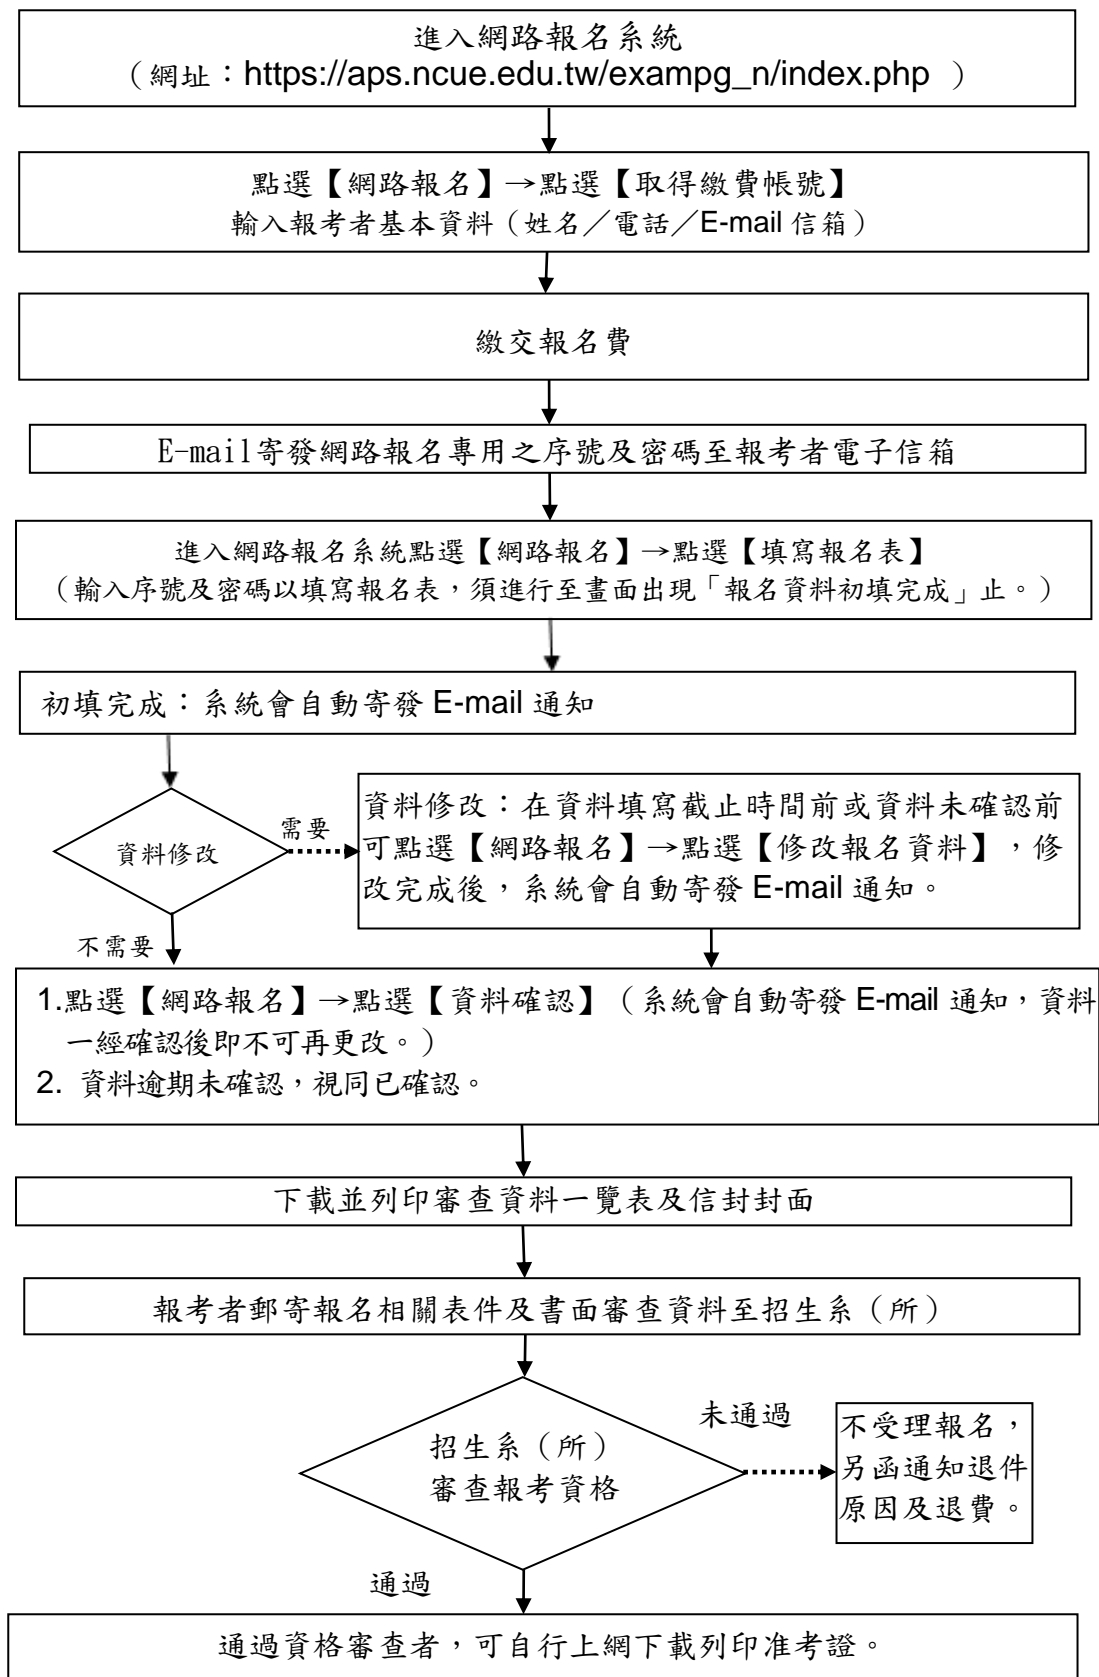 進入網路報名系統
（網址：https://aps.ncue.edu.tw/exampg_n/index.php ）
點選【網路報名】→點選【取得繳費帳號】
輸入報考者基本資料（姓名／電話／E-mail 信箱）
繳交報名費
E-mail寄發網路報名專用之序號及密碼至報考者電子信箱
進入網路報名系統點選【網路報名】→點選【填寫報名表】
（輸入序號及密碼以填寫報名表，須進行至畫面出現「報名資料初填完成」止。）
初填完成：系統會自動寄發 E-mail 通知
資料修改
需要
資料修改：在資料填寫截止時間前或資料未確認前
可點選【網路報名】→點選【修改報名資料】，修
改完成後，系統會自動寄發 E-mail 通知。
不需要
1.點選【網路報名】→點選【資料確認】（系統會自動寄發 E-mail 通知，資料
一經確認後即不可再更改。）
2. 資料逾期未確認，視同已確認。
下載並列印審查資料一覽表及信封封面
報考者郵寄報名相關表件及書面審查資料至招生系（所）
招生系（所）
審查報考資格
未通過
不受理報名，
另函通知退件
原因及退費。
通過
通過資格審查者，可自行上網下載列印准考證。